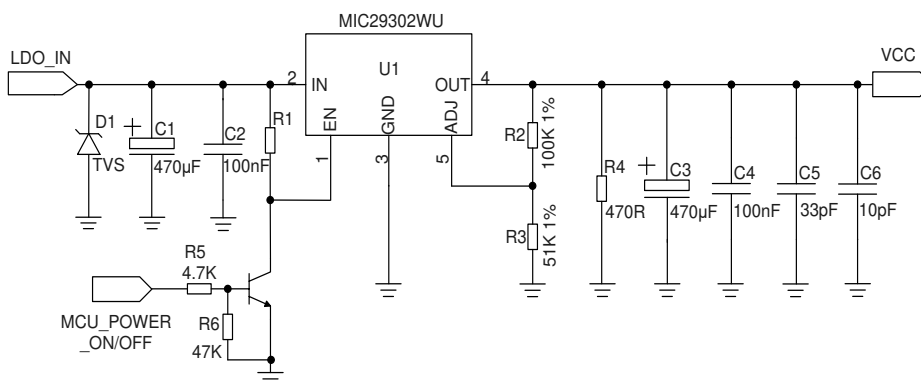 MIC29302WU
LDO_IN
VCC
2
IN
U1
OUT
4
EN
GND
ADJ
1
3
5
D1
TVS
+
C1
470µF
C2
100nF
R1
R2
100K 1%
R3
51K 1%
R4
470R
+
C3
470µF
C4
100nF
C5
33pF
C6
10pF
R5
4.7K
MCU_POWER
_ON/OFF
R6
47K